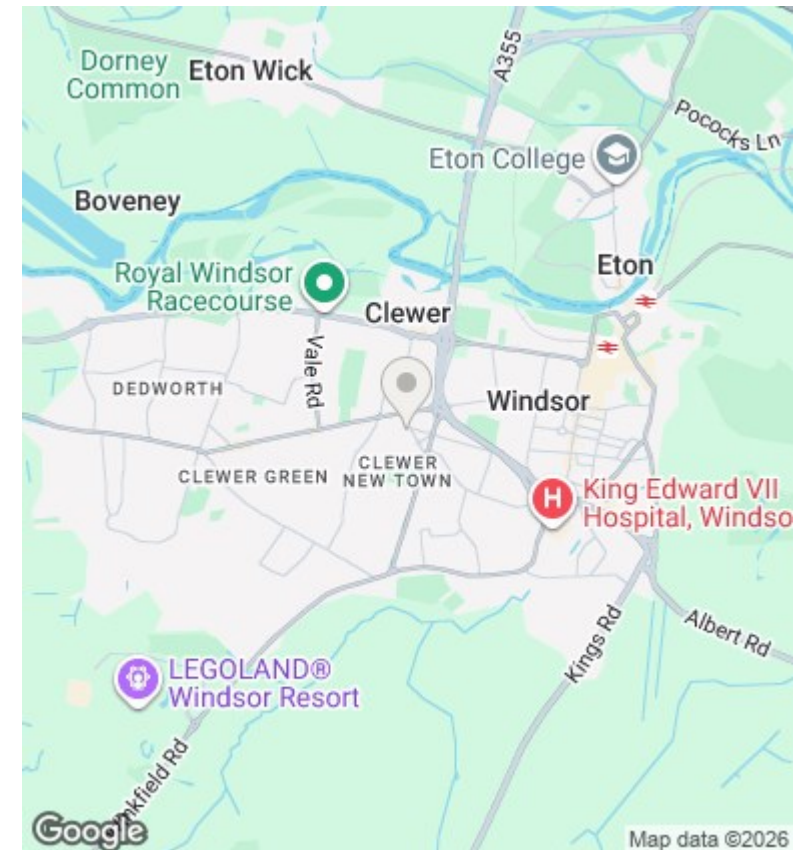 Dorney
Common
Eton Wick
A355
Pococks Ln
Eton College
Boveney
Eton
Royal Windsor
Racecourse
Clewer
Vale Rd
DEDWORTH
Windsor
CLEWER GREEN
CLEWER
NEW TOWN
King Edward VII
Hospital, Windso
Albert Rd
Kings Rd
LEGOLAND®
Windsor Resort
nkfield Rd
Google
Map data ©2026